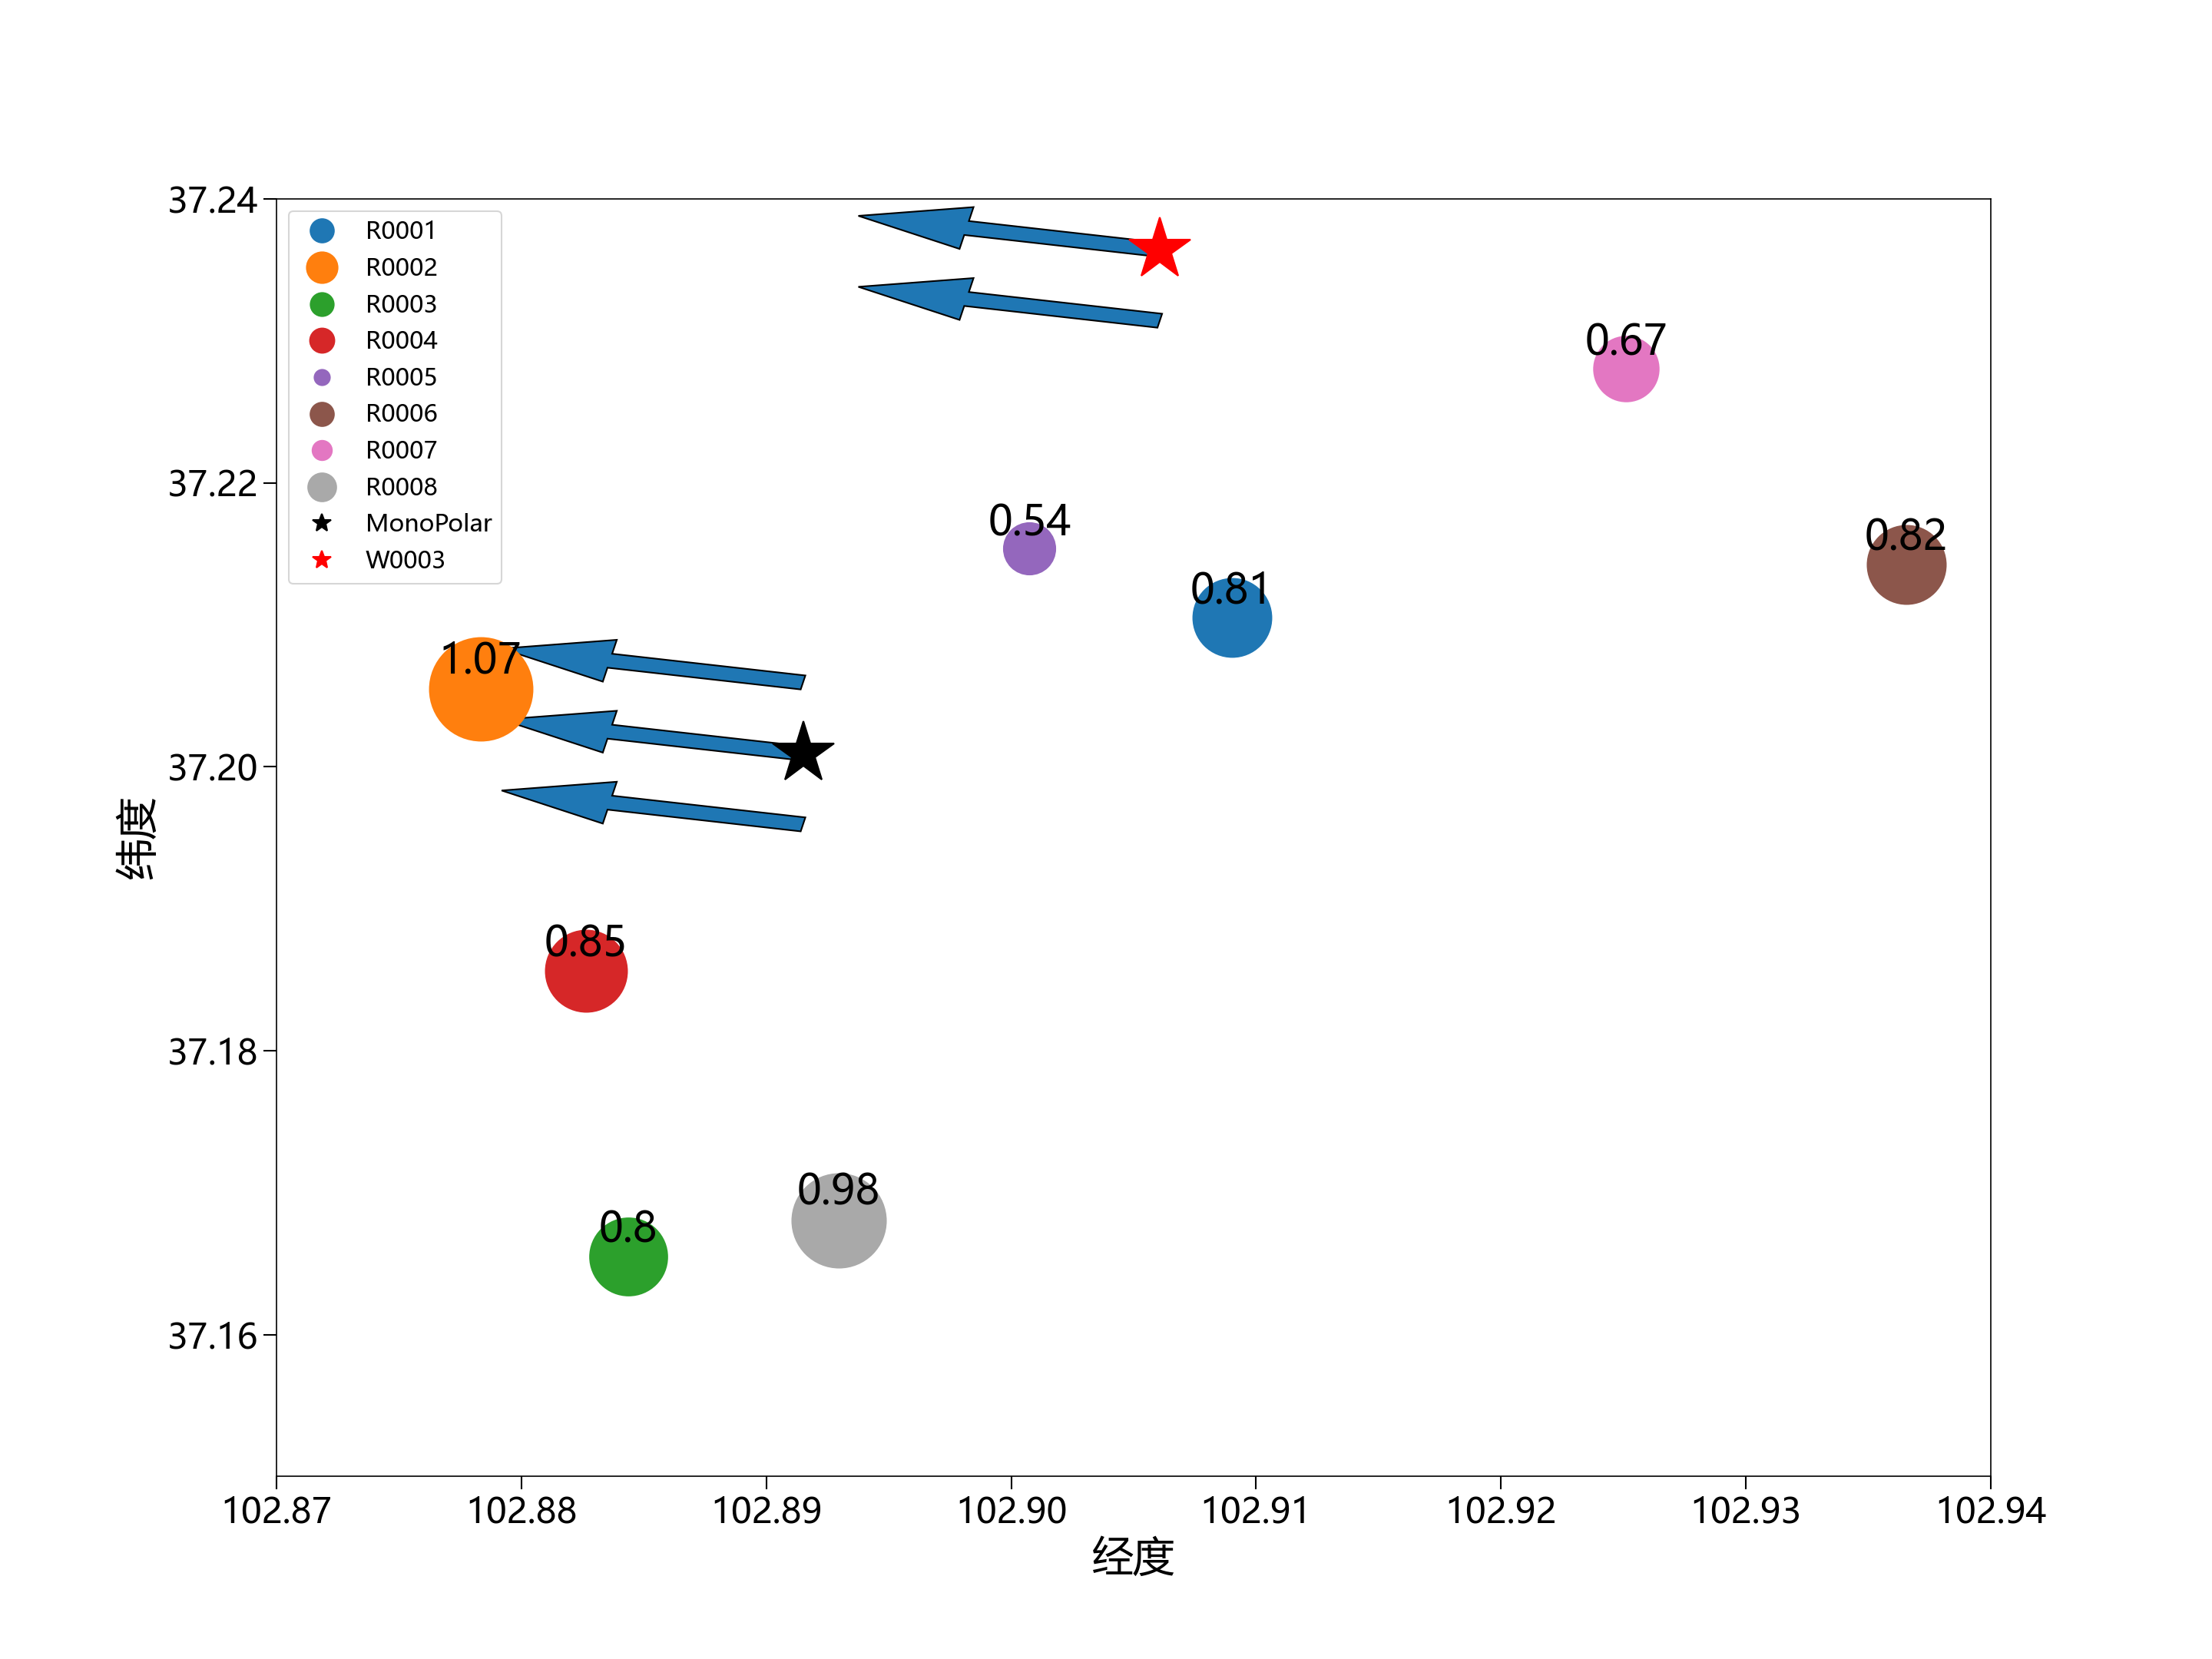 37.24
37.22
37.20
37.18
37.16
纬度
R0001
R0002
R0003
R0004
R0005
R0006
R0007
R0008
MonoPolar
W0003
0.67
0.54
0.82
0.81
1.07
0.85
0.98
0.8
102.87 102.88 102.89 102.90 102.91 102.92 102.93 102.94
经度